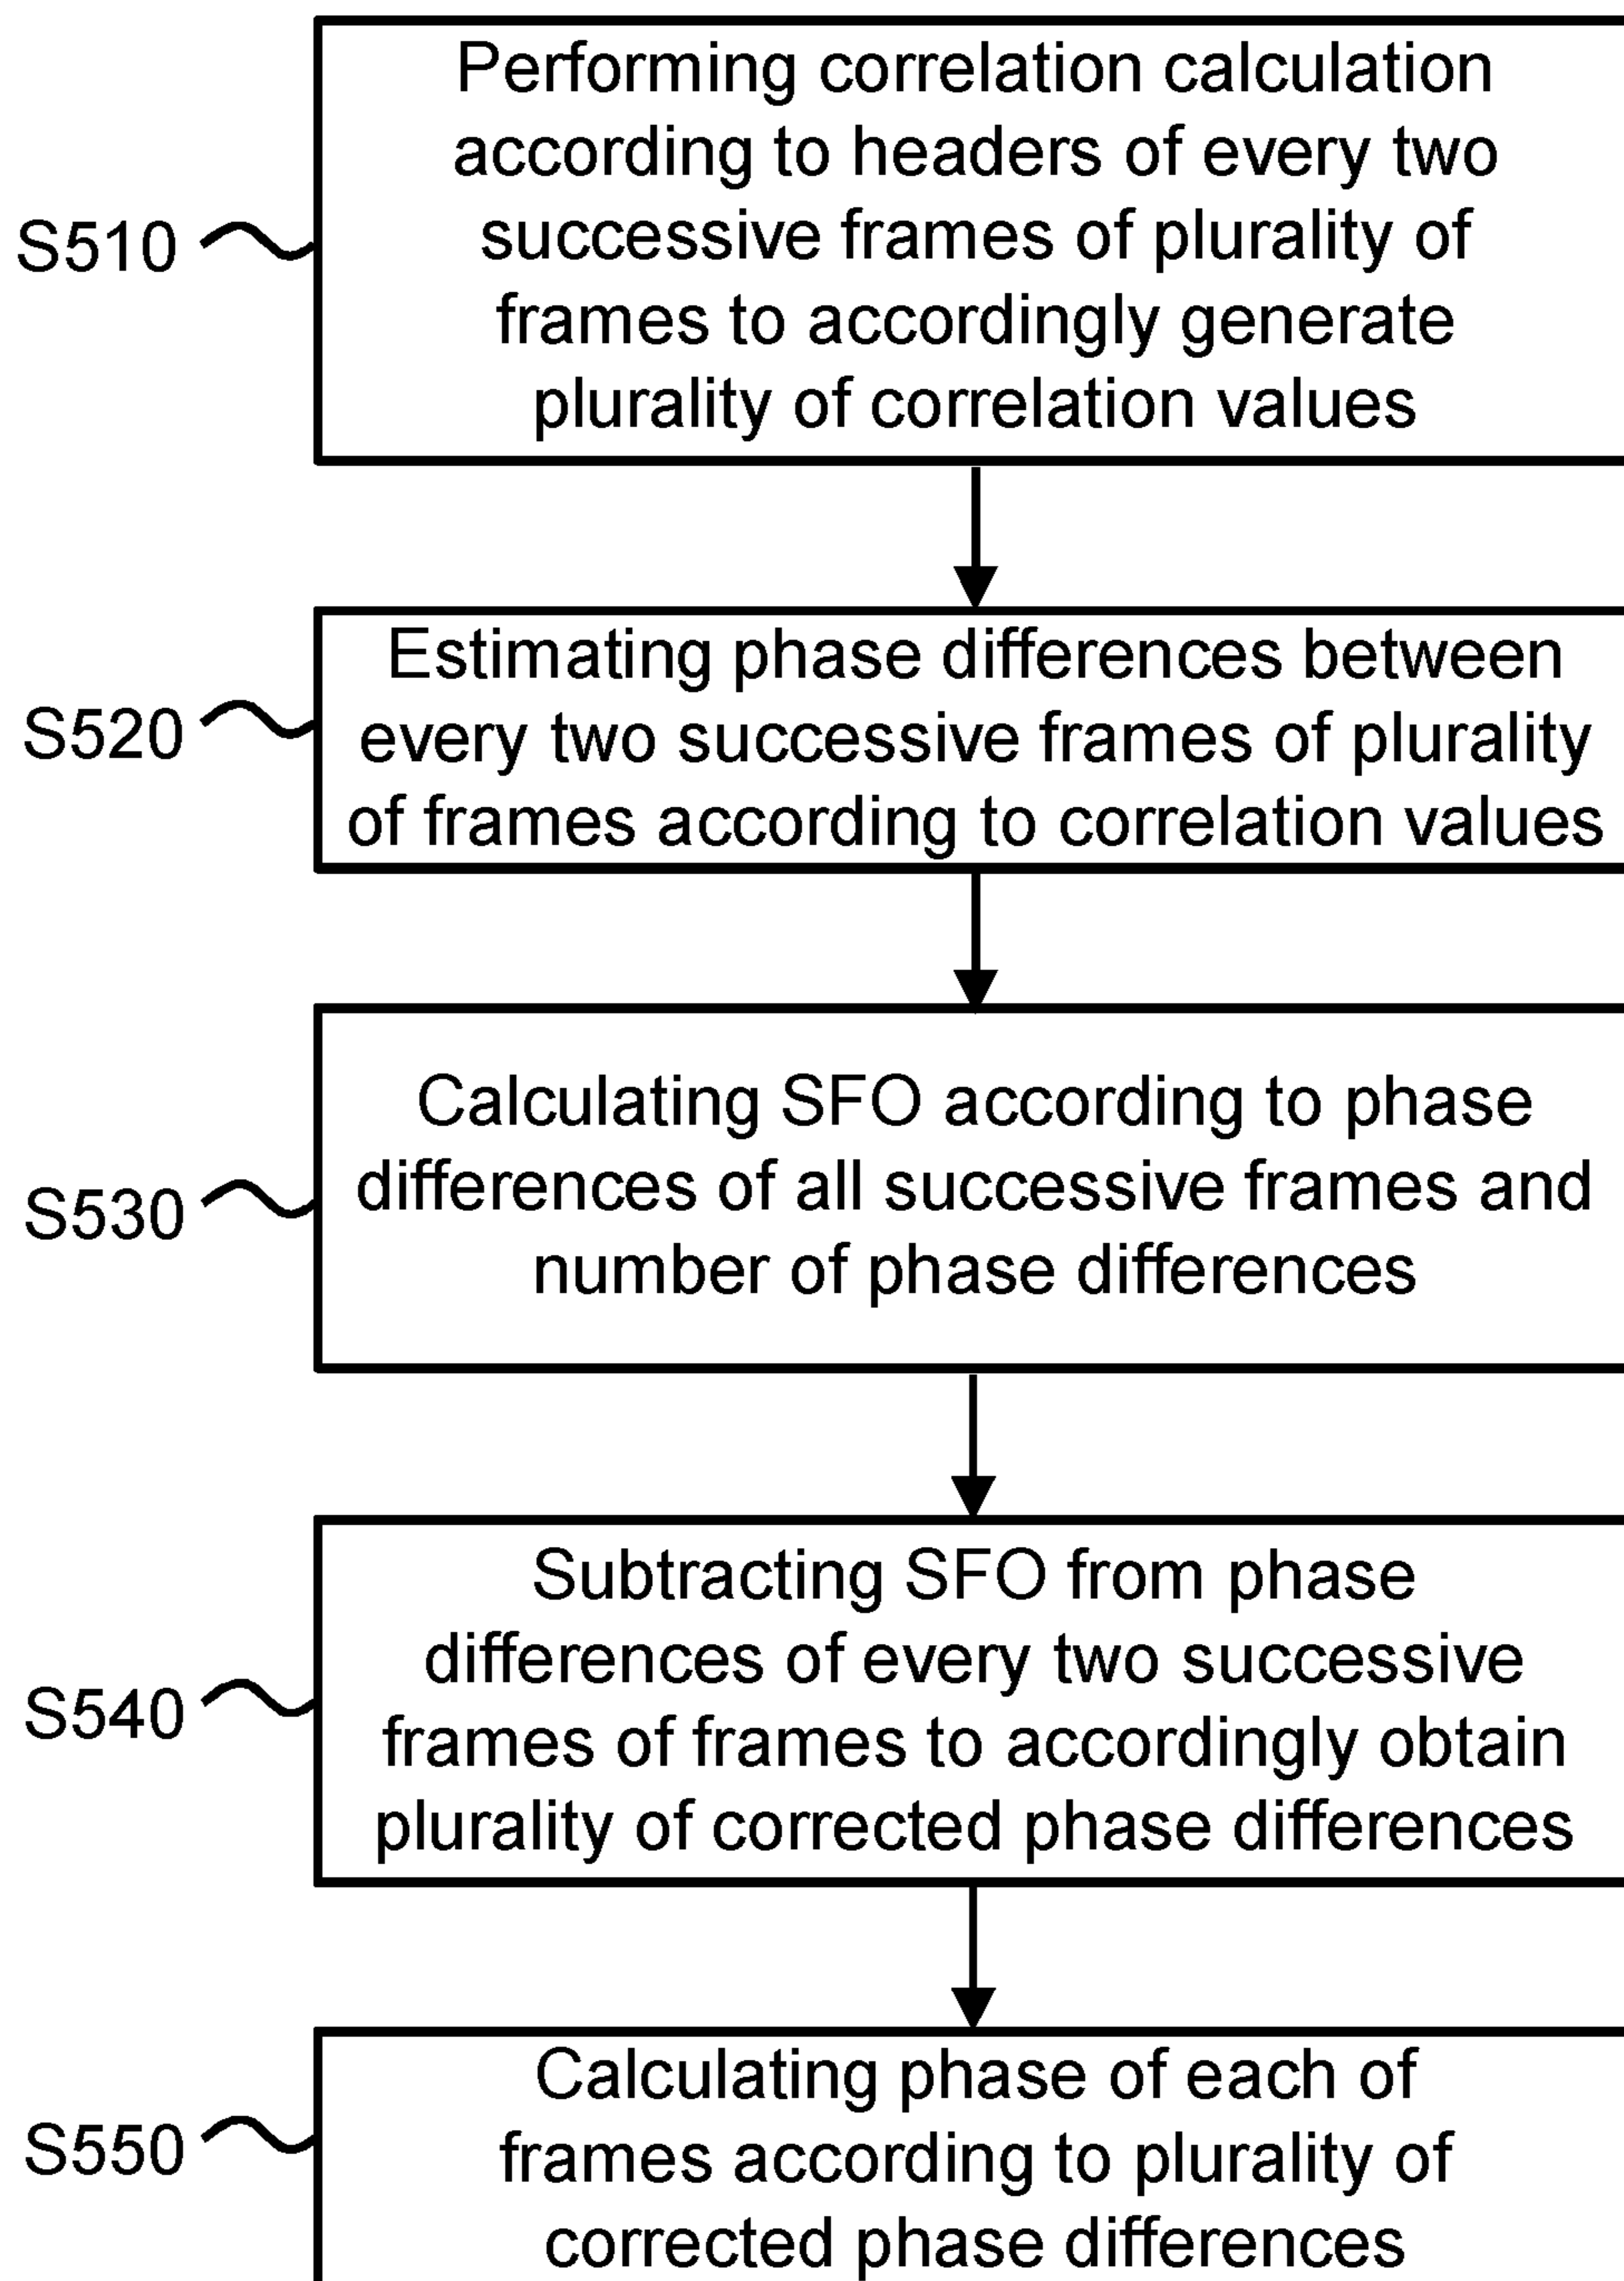 Performing correlation calculation
according to headers of every two
S510
successive frames of plurality of
frames to accordingly generate
plurality of correlation values
Estimating phase differences between
S520
every two successive frames of plurality
of frames according to correlation values
Calculating SFO according to phase
S530
differences of all successive frames and
number of phase differences
Subtracting SFO from phase
differences of every two successive
S540
frames of frames to accordingly obtain
plurality of corrected phase differences
Calculating phase of each of
S550
frames according to plurality of
corrected phase differences